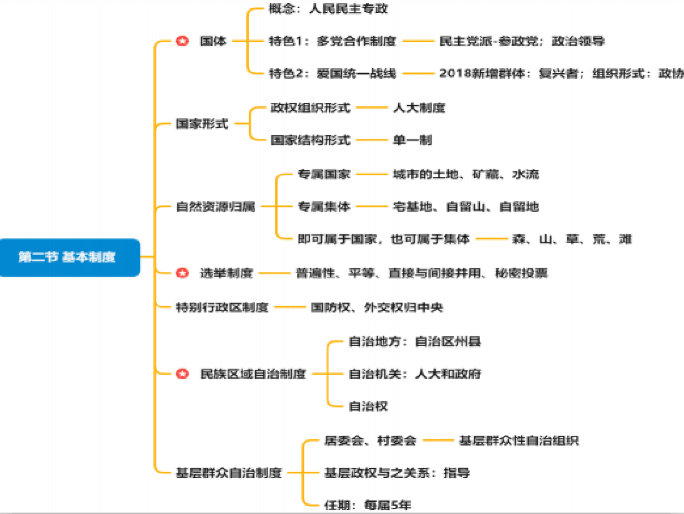 第二节 基本制度
国体
概念：人民民主专政
特色1：多党合作制度
民主党派-参政党；政治领导
特色2：爱国统一战线
2018新增群体：复兴者；组织形式：政协
国家形式
政权组织形式
人大制度
国家结构形式
单一制
自然资源归属
专属国家
城市的土地、矿藏、水流
专属集体
宅基地、自留山、自留地
即可属于国家，也可属于集体
森、山、草、荒、滩
选举制度
普遍性、平等、直接与间接并用、秘密投票
特别行政区制度
国防权、外交权归中央
民族区域自治制度
自治地方：自治区州县
自治机关：人大和政府
自治权
基层群众自治制度
居委会、村委会
基层群众性自治组织
基层政权与之关系：指导
任期：每届5年